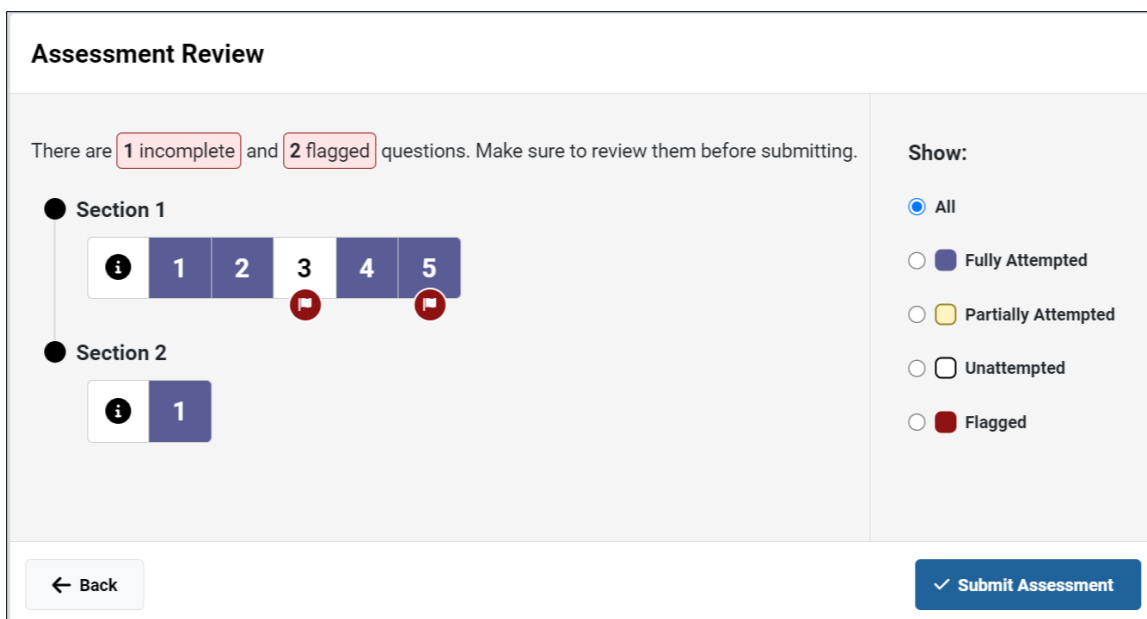 Assessment Review
There are 1 incomplete and 2 flagged questions. Make sure to review them before submitting.
Section 1
1 2 3 4 5
Section 2
1
Show:
All
Fully Attempted
Partially Attempted
Unattempted
Flagged
Back
Submit Assessment